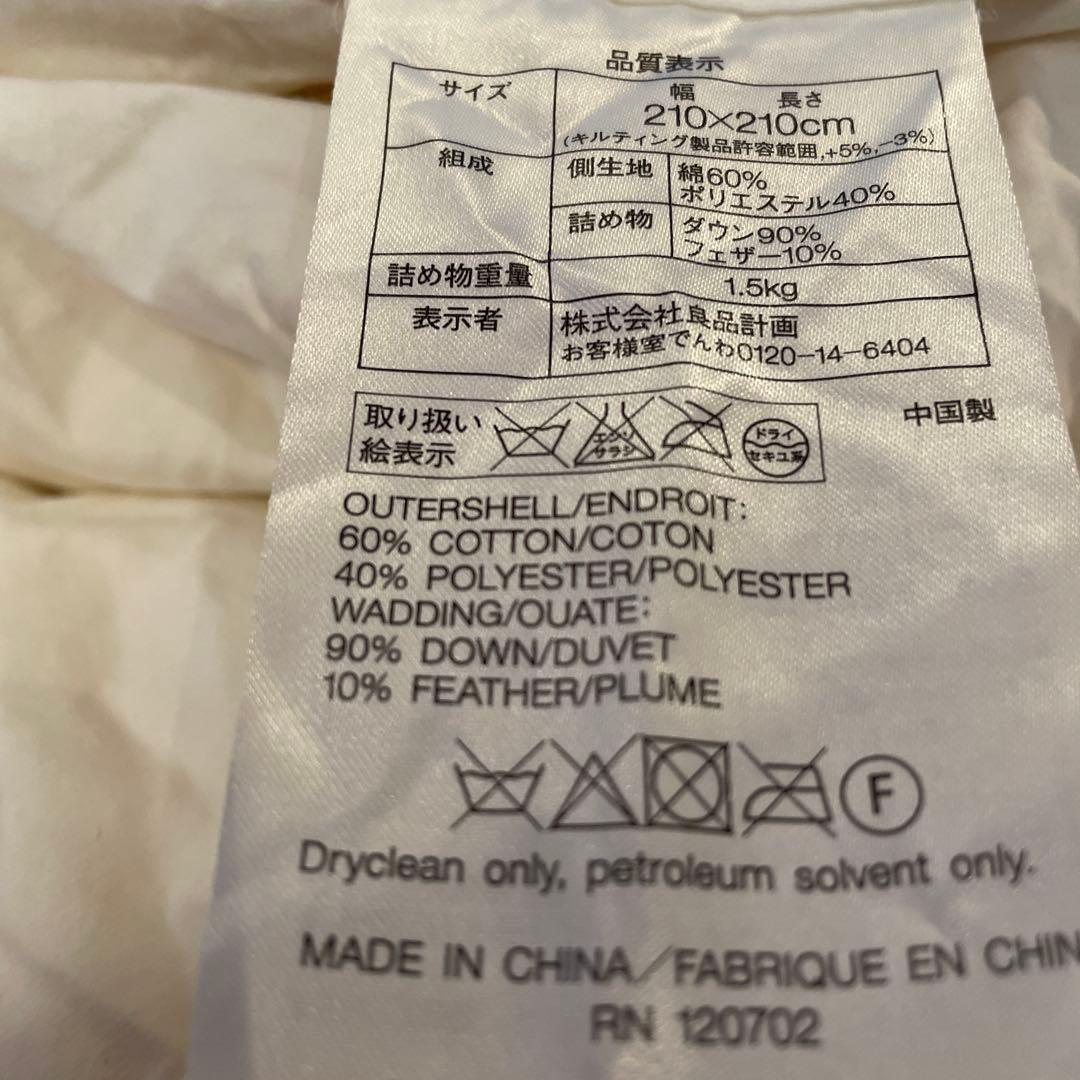 品質表示
サイズ 幅 長さ
210×210cm
(キルティング製品許容範囲,+5%,−3%)
組成 側生地 綿60%
ポリエステル40%
詰め物 ダウン90%
フェザー10%
詰め物重量 1.5kg
表示者 株式会社良品計画
お客様室でんわ0120-14-6404
取り扱い
絵表示
エンソ
サラシ
ドライ
セキユ系
中国製
OUTERSHELL/ENDROIT:
60% COTTON/COTON
40% POLYESTER/POLYESTER
WADDING/OUATE:
90% DOWN/DUVET
10% FEATHER/PLUME
F
Dryclean only, petroleum solvent only.
MADE IN CHINA/FABRIQUE EN CHIN
RN 120702